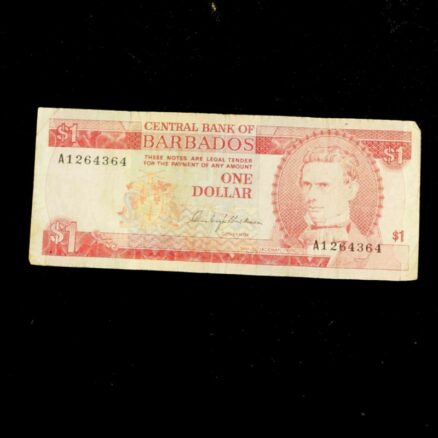 $1
CENTRAL BANK OF
BARBADOS
$1
A1264364
THESE NOTES ARE LEGAL TENDER
FOR THE PAYMENT OF ANY AMOUNT
ONE
DOLLAR
A1264364
$1
$1